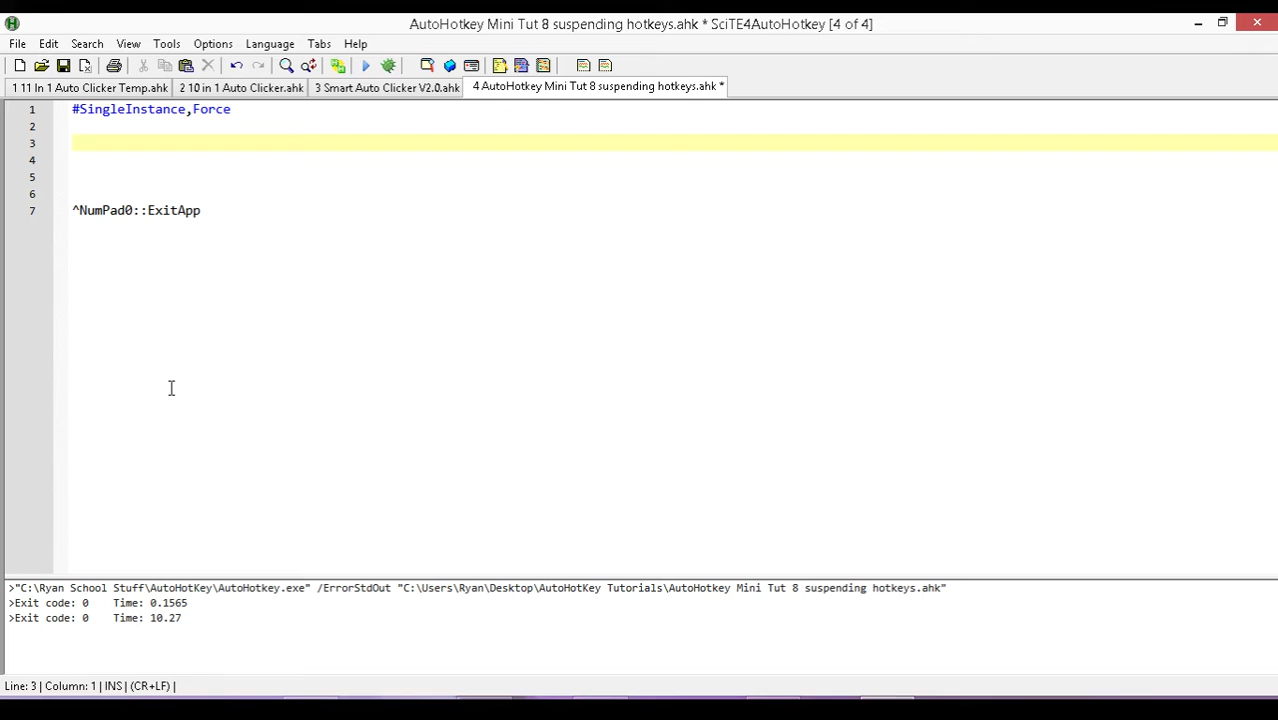 AutoHotkey Mini Tut 8 suspending hotkeys.ahk * SciTE4AutoHotkey [4 of 4]
File Edit Search View Tools Options Language Tabs Help
1 11 In 1 Auto Clicker Temp.ahk 2 10 in 1 Auto Clicker.ahk 3 Smart Auto Clicker V2.0.ahk 4 AutoHotkey Mini Tut 8 suspending hotkeys.ahk *
1 #SingleInstance,Force
2
3
4
5
6
7 ^NumPad0::ExitApp
>"C:\Ryan School Stuff\AutoHotKey\AutoHotkey.exe" /ErrorStdOut "C:\Users\Ryan\Desktop\AutoHotKey Tutorials\AutoHotkey Mini Tut 8 suspending hotkeys.ahk"
>Exit code: 0 Time: 0.1565
>Exit code: 0 Time: 10.27
Line: 3 | Column: 1 | INS | (CR+LF) |